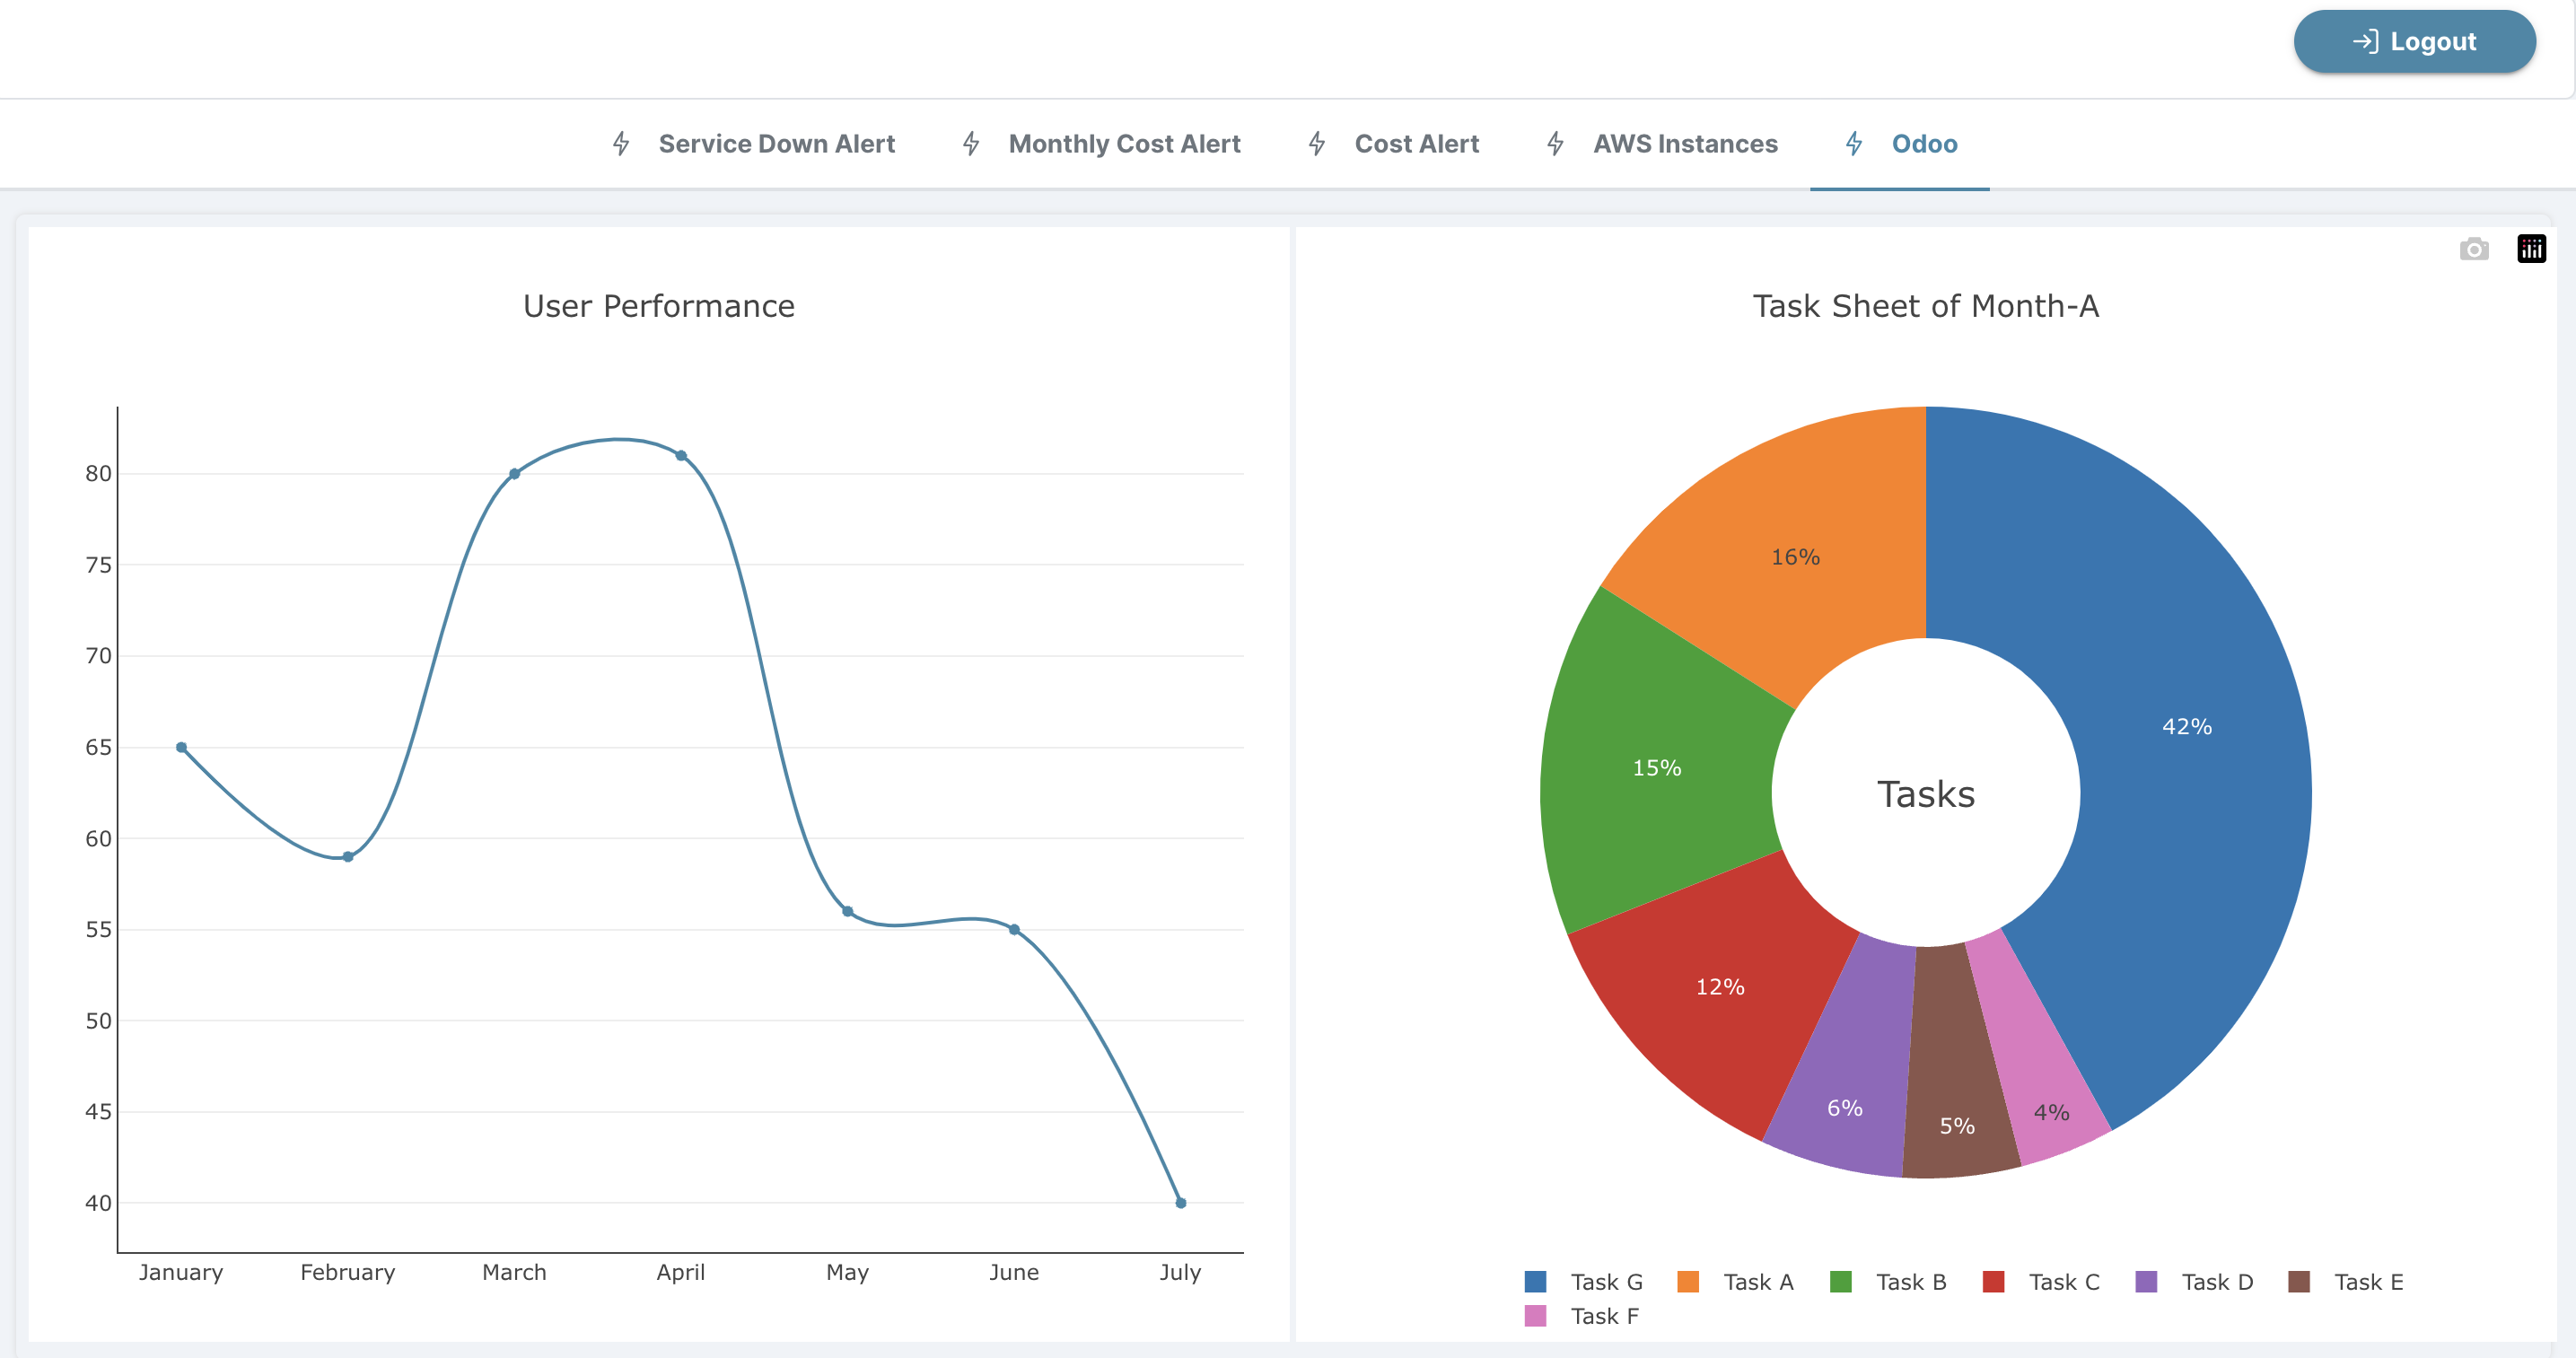 Logout
Service Down Alert Monthly Cost Alert Cost Alert AWS Instances Odoo
User Performance
80
75
70
65
60
55
50
45
40
January February March April May June July
Task Sheet of Month-A
16%
42%
15%
Tasks
12%
6%
5%
4%
Task G Task A Task B Task C Task D Task E
Task F